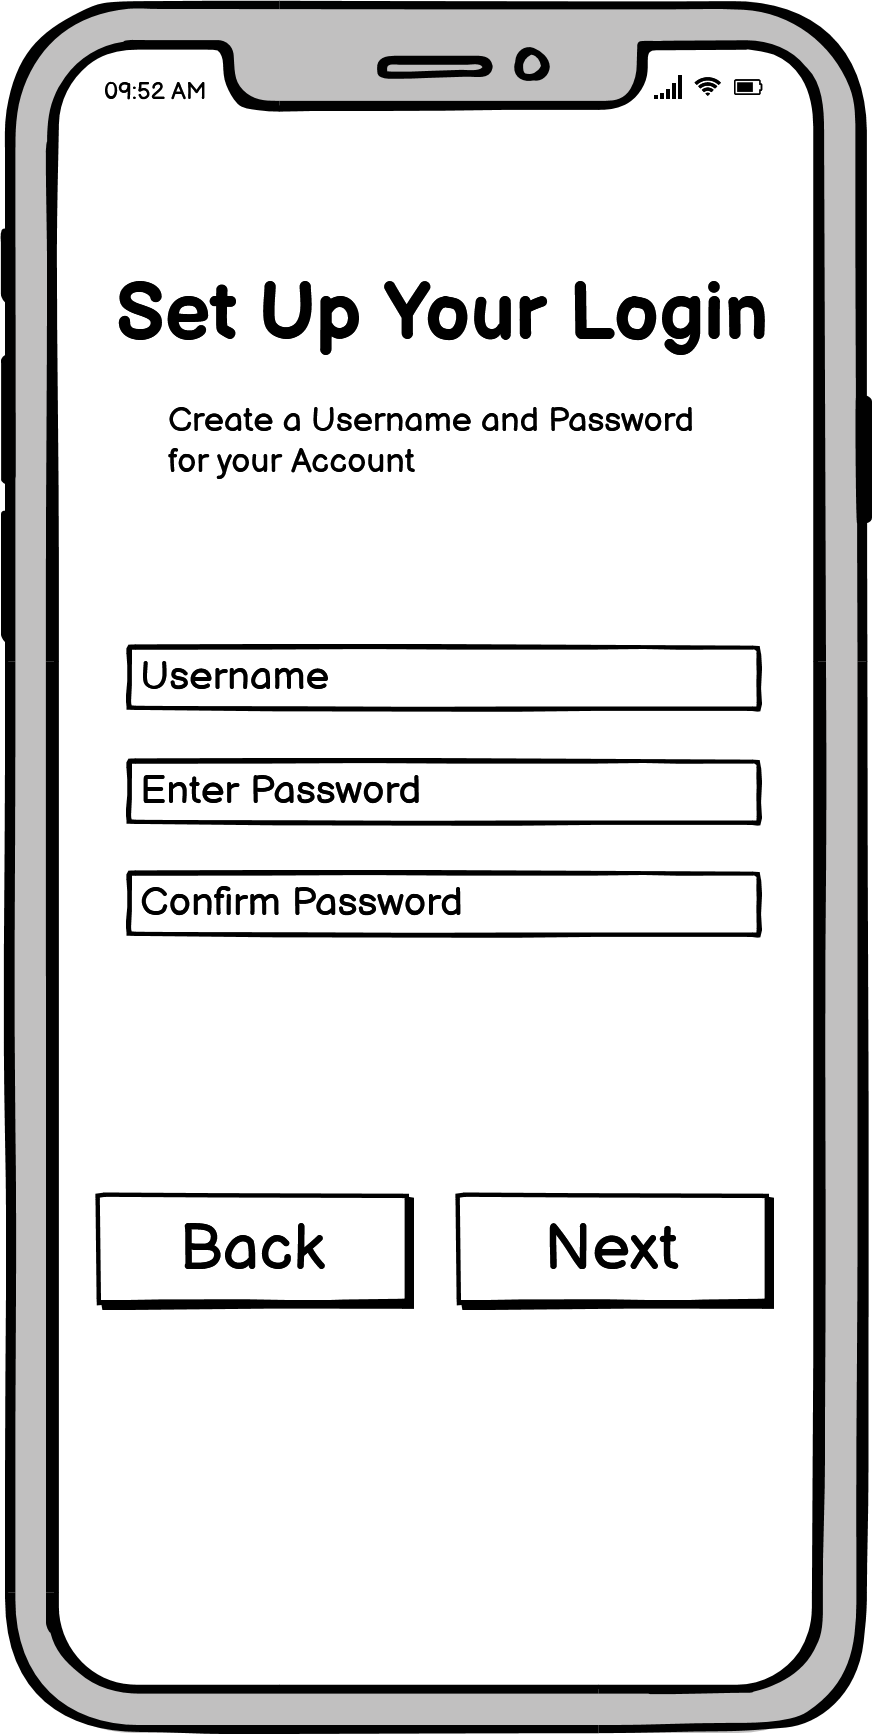 09:52 AM
Set Up Your Login
Create a Username and Password
for your Account
Username
Enter Password
Confirm Password
Back
Next